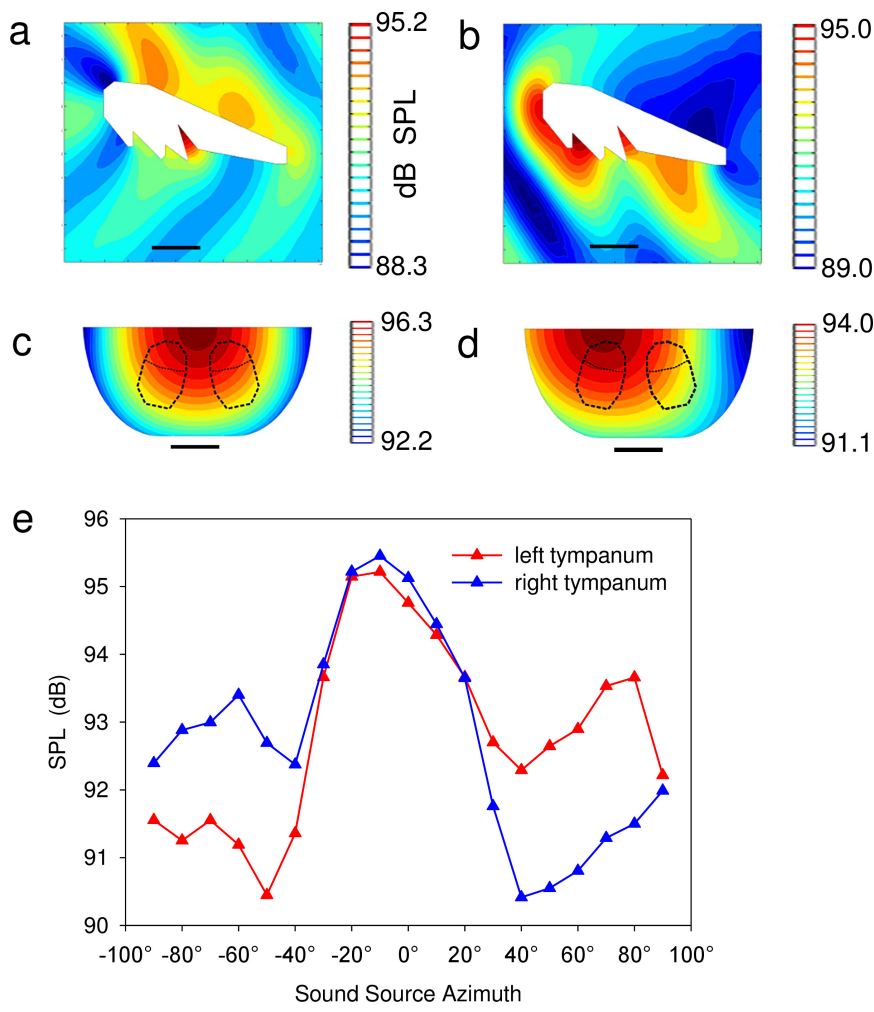 a
95.2
dB SPL
88.3
b
95.0
89.0
c
96.3
92.2
d
94.0
91.1
e
96
95
94
93
92
91
90
SPL (dB)
left tympanum
right tympanum
-100° -80° -60° -40° -20° 0° 20° 40° 60° 80° 100°
Sound Source Azimuth